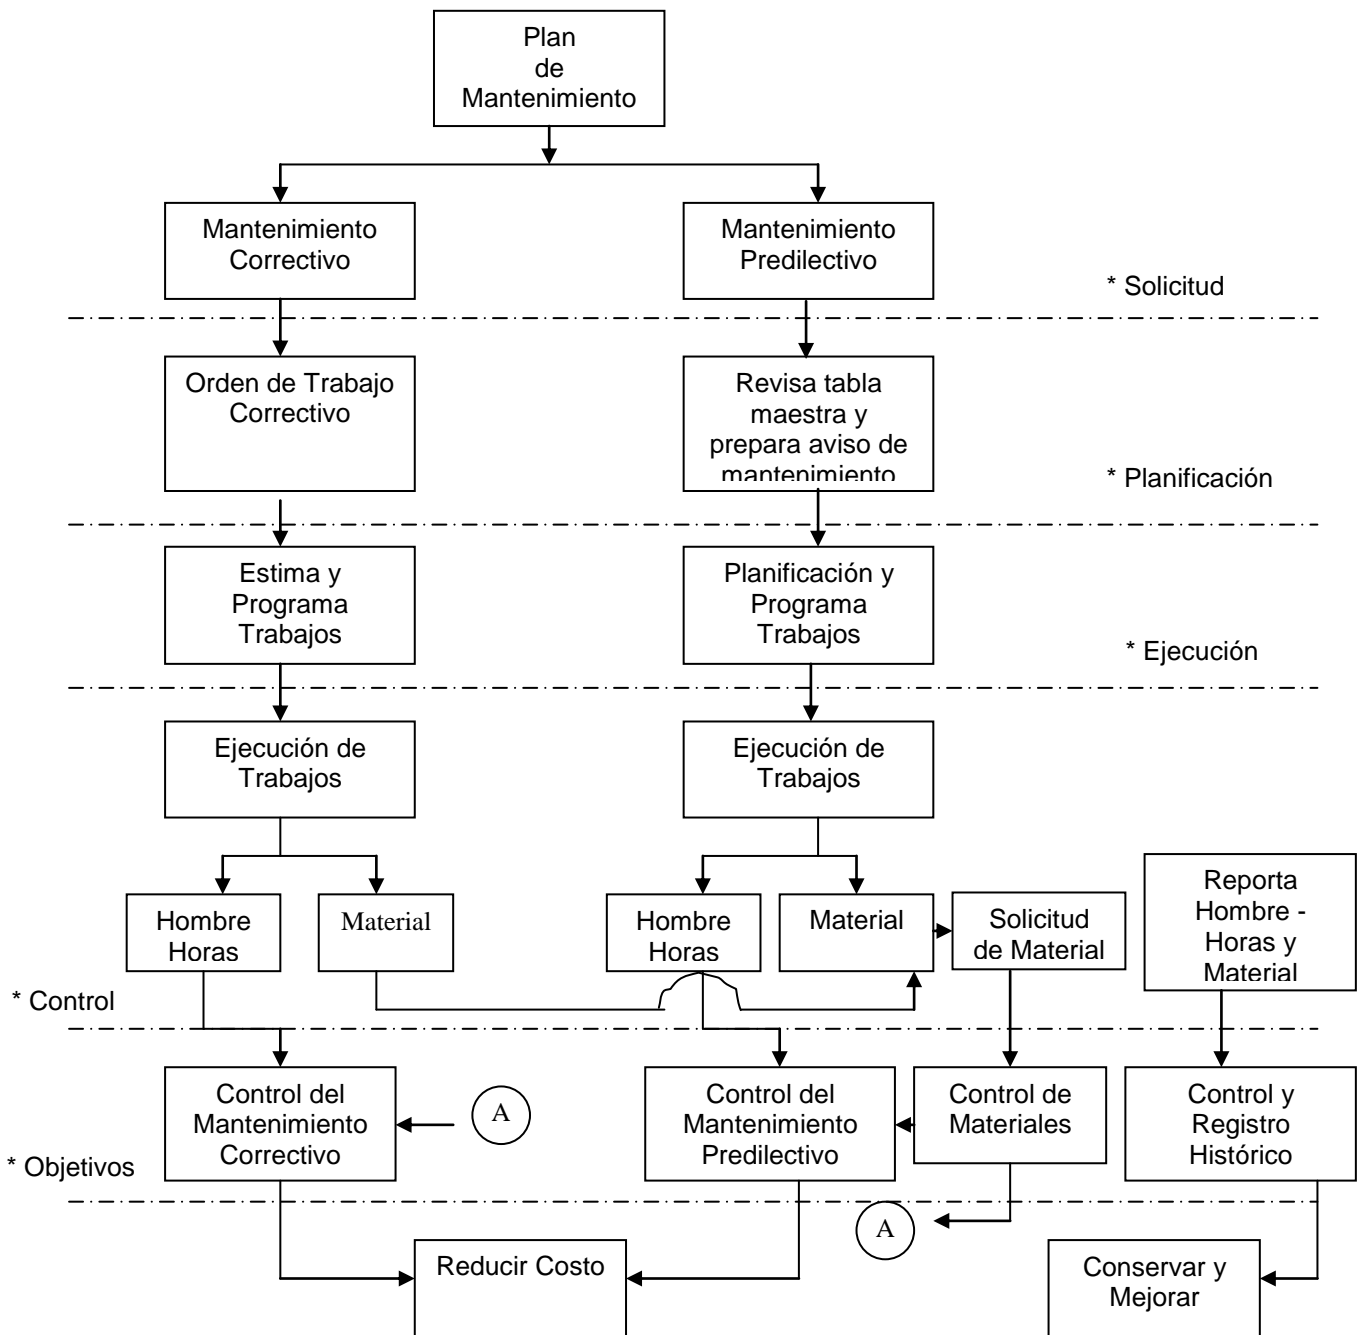 Plan
de
Mantenimiento
Mantenimiento
Correctivo
Mantenimiento
Predilectivo
* Solicitud
Orden de Trabajo
Correctivo
Revisa tabla
maestra y
prepara aviso de
mantenimiento
* Planificación
Estima y
Programa
Trabajos
Planificación y
Programa
Trabajos
* Ejecución
Ejecución de
Trabajos
Ejecución de
Trabajos
Hombre
Horas
Material
Hombre
Horas
Material
Solicitud
de Material
Reporta
Hombre -
Horas y
Material
* Control
Control del
Mantenimiento
Correctivo
A
Control del
Mantenimiento
Predilectivo
Control de
Materiales
Control y
Registro
Histórico
* Objetivos
A
Reducir Costo
Conservar y
Mejorar